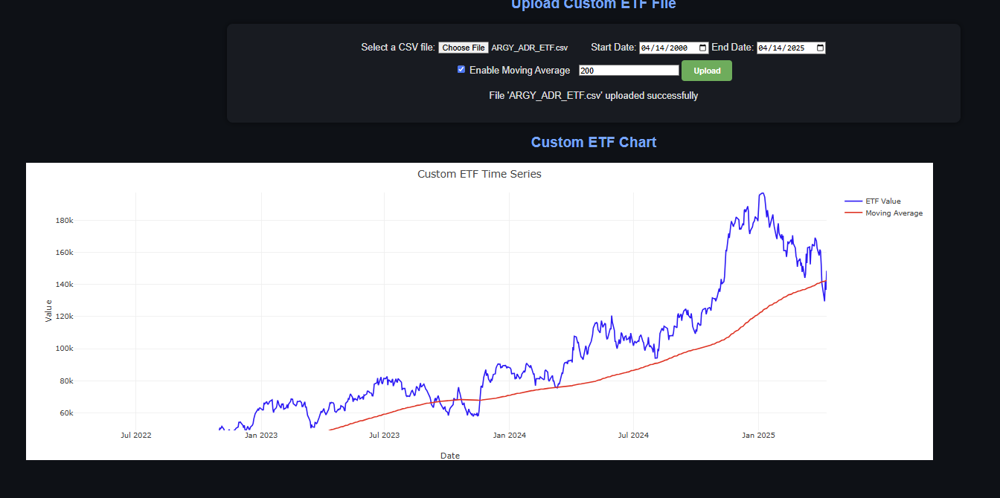 Upload Custom ETF File
Select a CSV file: Choose File ARGY_ADR_ETF.csv Start Date: 04/14/2000 End Date: 04/14/2025
Enable Moving Average 200 Upload
File 'ARGY_ADR_ETF.csv' uploaded successfully
Custom ETF Chart
Custom ETF Time Series
ETF Value
Moving Average
180k
160k
140k
120k
100k
80k
60k
Value
Jul 2022 Jan 2023 Jul 2023 Jan 2024 Jul 2024 Jan 2025
Date